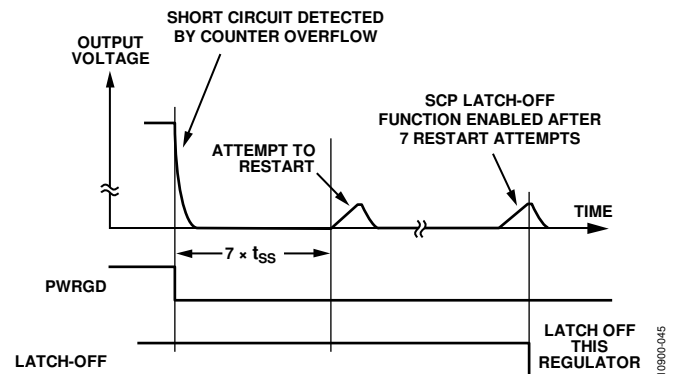 SHORT CIRCUIT DETECTED
BY COUNTER OVERFLOW
OUTPUT
VOLTAGE
SCP LATCH-OFF
FUNCTION ENABLED AFTER
7 RESTART ATTEMPTS
ATTEMPT TO
RESTART
TIME
7 × tSS
PWRGD
LATCH-OFF
LATCH OFF
THIS
REGULATOR
10900-045